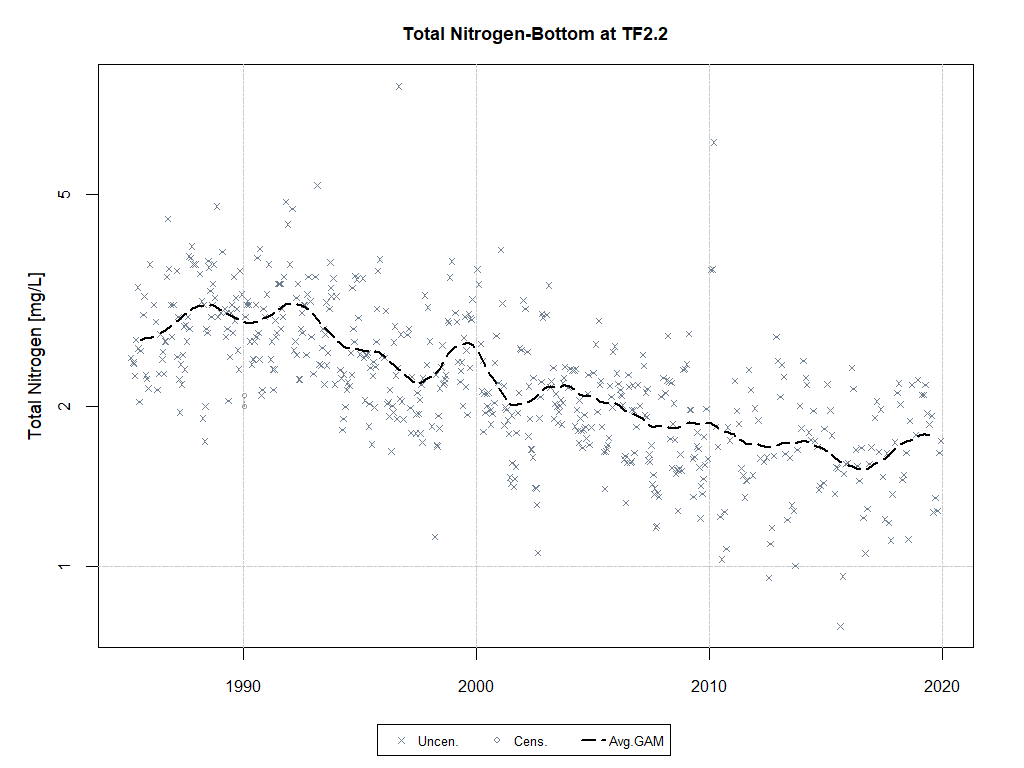 Total Nitrogen-Bottom at TF2.2
Total Nitrogen [mg/L]
5
2
1
1990 2000 2010 2020
Uncen. Cens. Avg.GAM